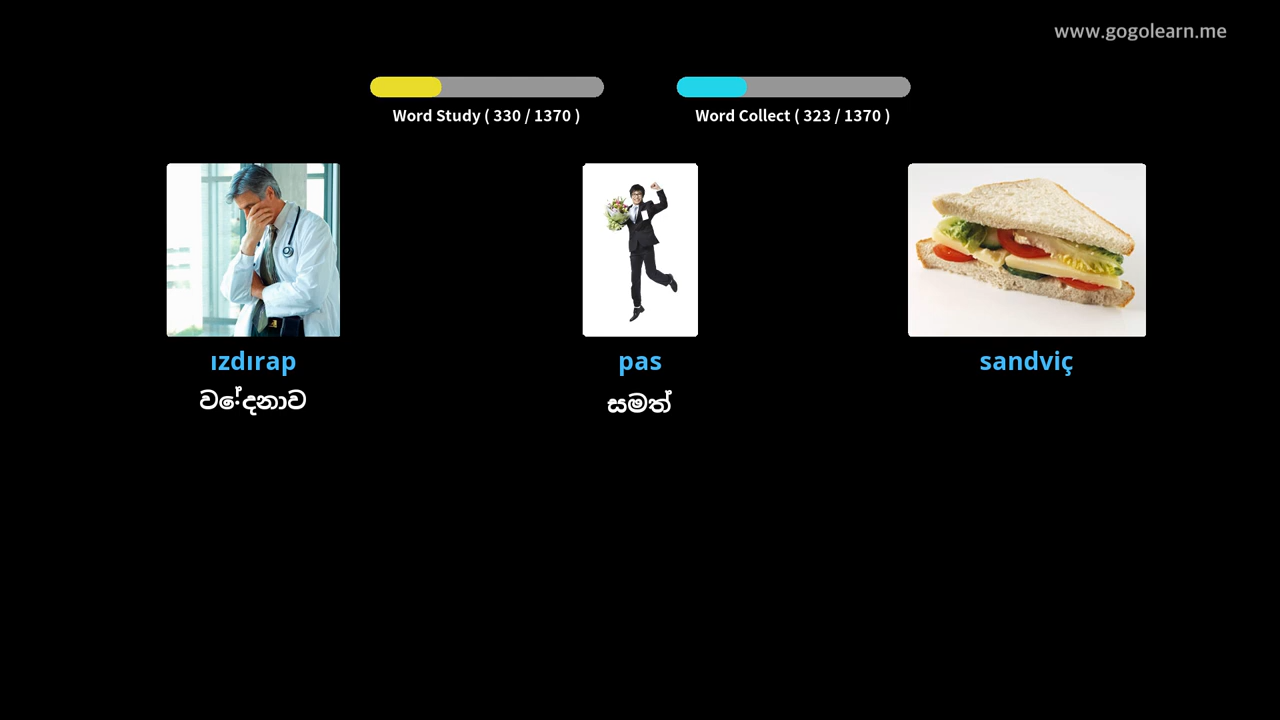 www.gogolearn.me
Word Study ( 330 / 1370 )
Word Collect ( 323 / 1370 )
ızdırap
pas
sandviç
වේදනාව
සමත්